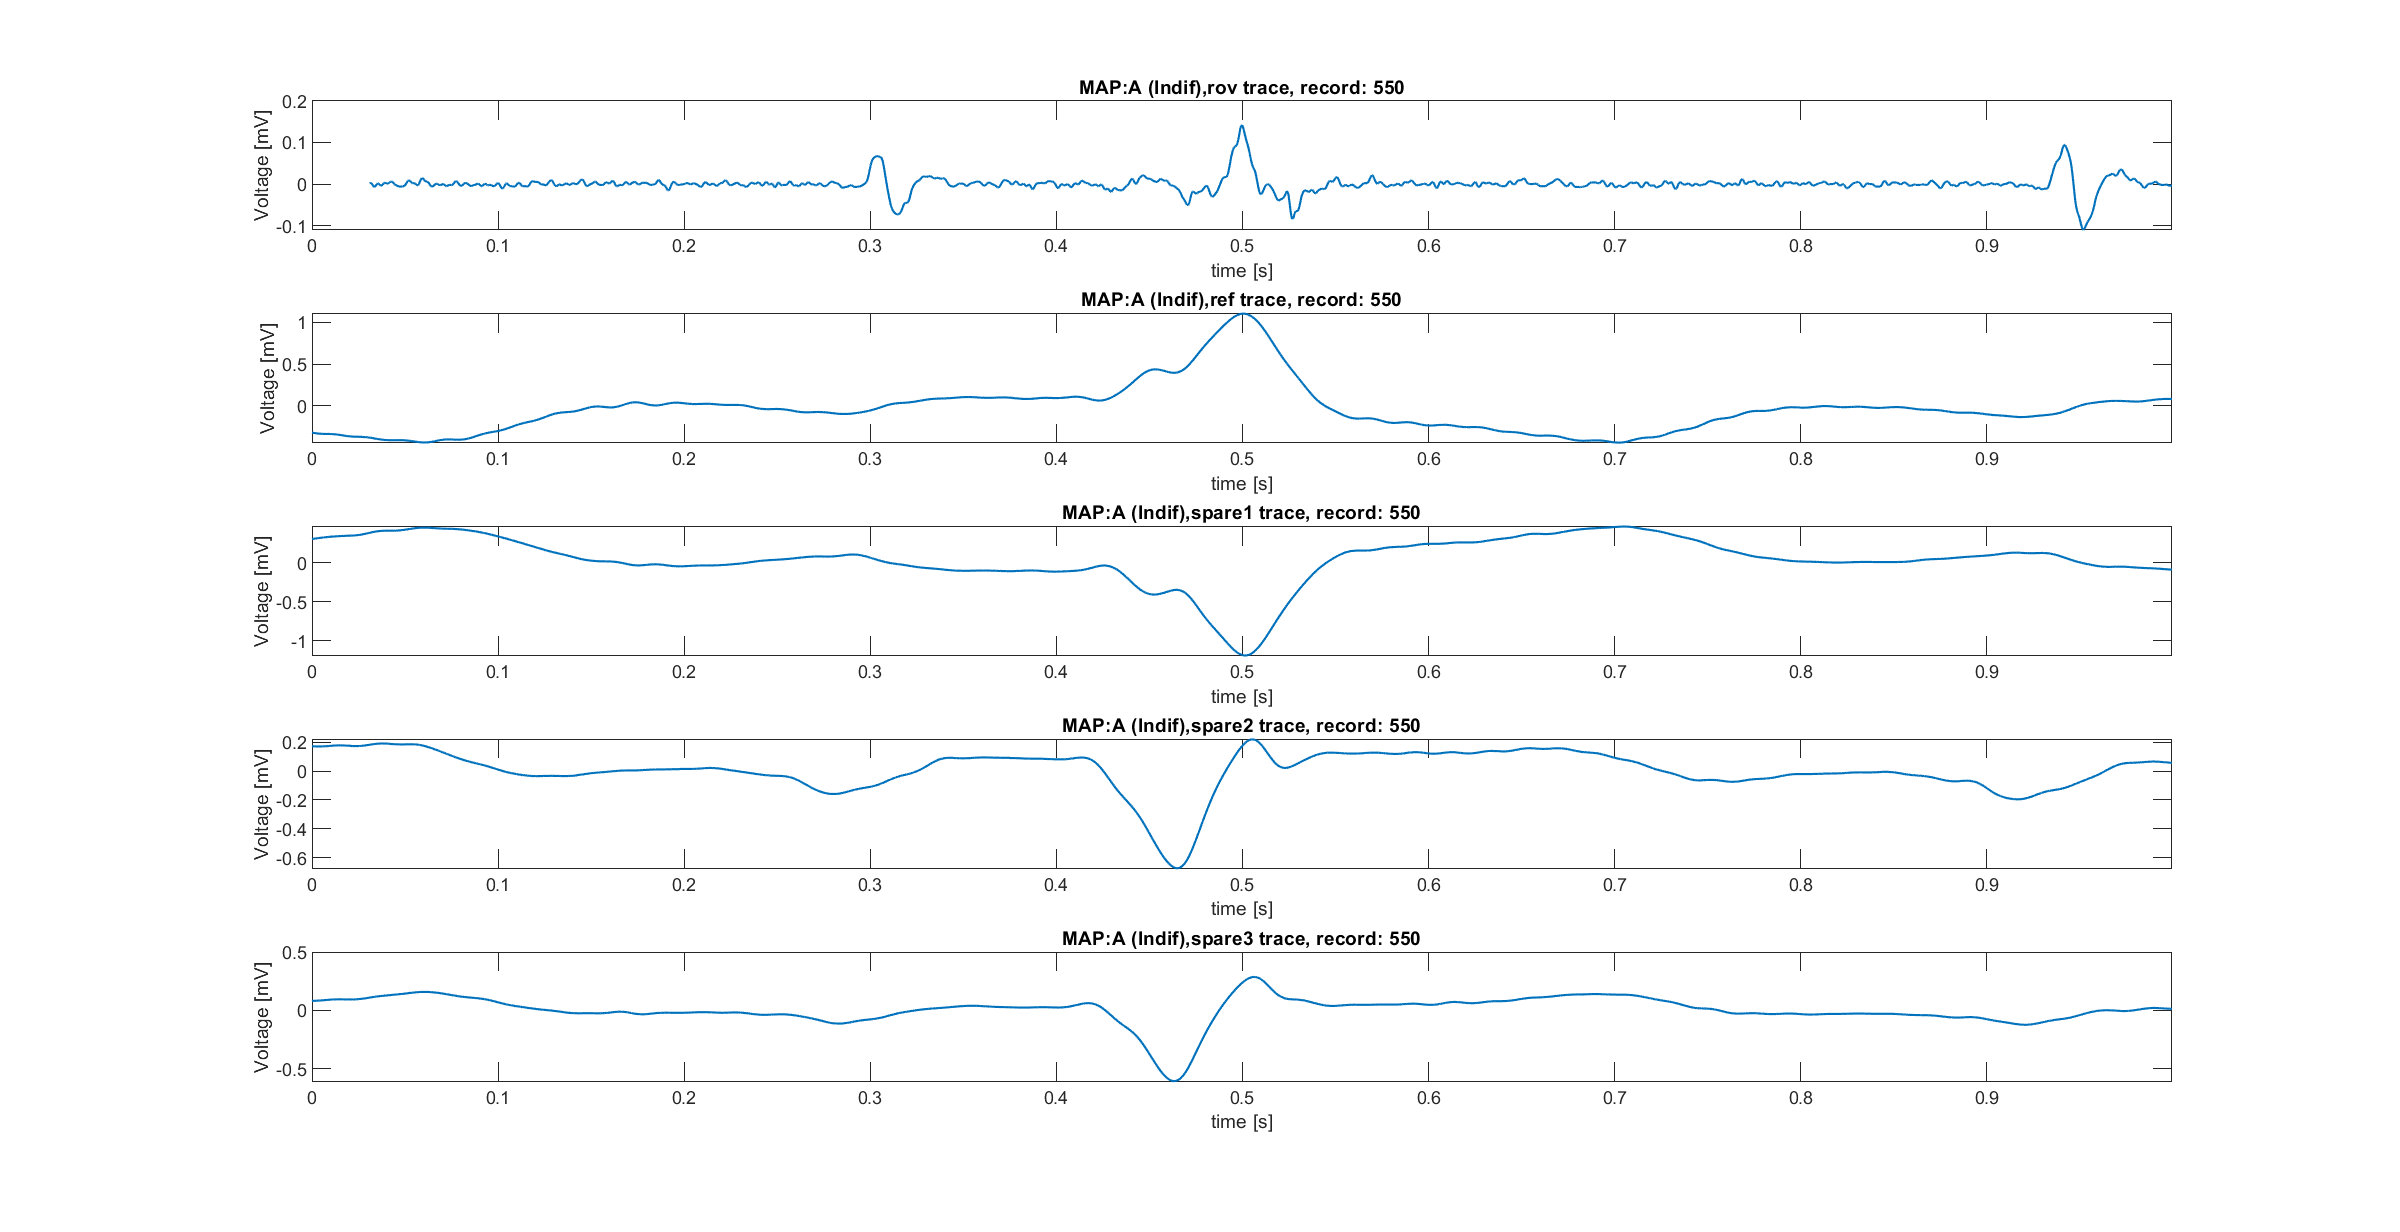 MAP:A (Indif),rov trace, record: 550
Voltage [mV]
0.2
0.1
0
-0.1
0 0.1 0.2 0.3 0.4 0.5 0.6 0.7 0.8 0.9
time [s]
MAP:A (Indif),ref trace, record: 550
Voltage [mV]
1
0.5
0
0 0.1 0.2 0.3 0.4 0.5 0.6 0.7 0.8 0.9
time [s]
MAP:A (Indif),spare1 trace, record: 550
Voltage [mV]
0
-0.5
-1
0 0.1 0.2 0.3 0.4 0.5 0.6 0.7 0.8 0.9
time [s]
MAP:A (Indif),spare2 trace, record: 550
Voltage [mV]
0.2
0
-0.2
-0.4
-0.6
0 0.1 0.2 0.3 0.4 0.5 0.6 0.7 0.8 0.9
time [s]
MAP:A (Indif),spare3 trace, record: 550
Voltage [mV]
0.5
0
-0.5
0 0.1 0.2 0.3 0.4 0.5 0.6 0.7 0.8 0.9
time [s]